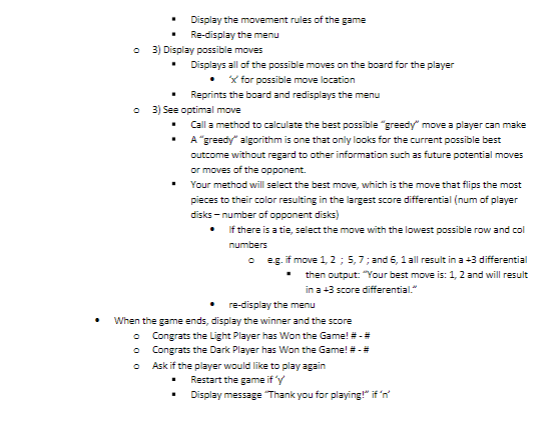 ▪ Display the movement rules of the game
▪ Re-display the menu
o 3) Display possible moves
▪ Displays all of the possible moves on the board for the player
• 'x' for possible move location
▪ Reprints the board and redisplays the menu
o 3) See optimal move
▪ Call a method to calculate the best possible "greedy" move a player can make
▪ A "greedy" algorithm is one that only looks for the current possible best
outcome without regard to other information such as future potential moves
or moves of the opponent.
▪ Your method will select the best move, which is the move that flips the most
pieces to their color resulting in the largest score differential (num of player
disks – number of opponent disks)
• If there is a tie, select the move with the lowest possible row and col
numbers
o e.g. if move 1, 2 ; 5, 7 ; and 6, 1 all result in a +3 differential
▪ then output: "Your best move is: 1, 2 and will result
in a +3 score differential."
• re-display the menu
• When the game ends, display the winner and the score
o Congrats the Light Player has Won the Game! # - #
o Congrats the Dark Player has Won the Game! # - #
o Ask if the player would like to play again
▪ Restart the game if 'y'
▪ Display message "Thank you for playing!" if 'n'